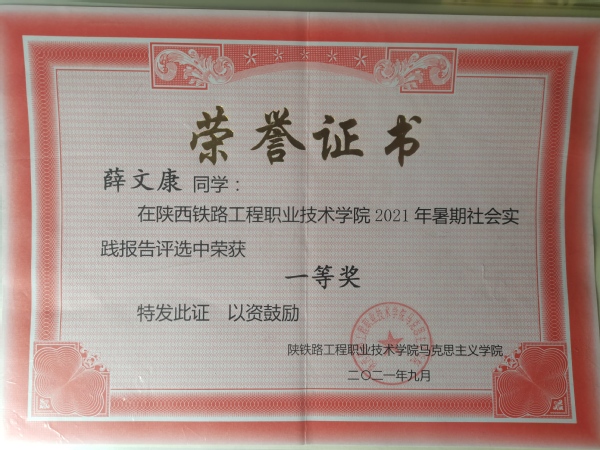 荣誉证书
薛文康 同学：
在陕西铁路工程职业技术学院 2021 年暑期社会实
践报告评选中荣获
一等奖
特发此证 以资鼓励
陕铁路工程职业技术学院马克思主义学院
二〇二一年九月